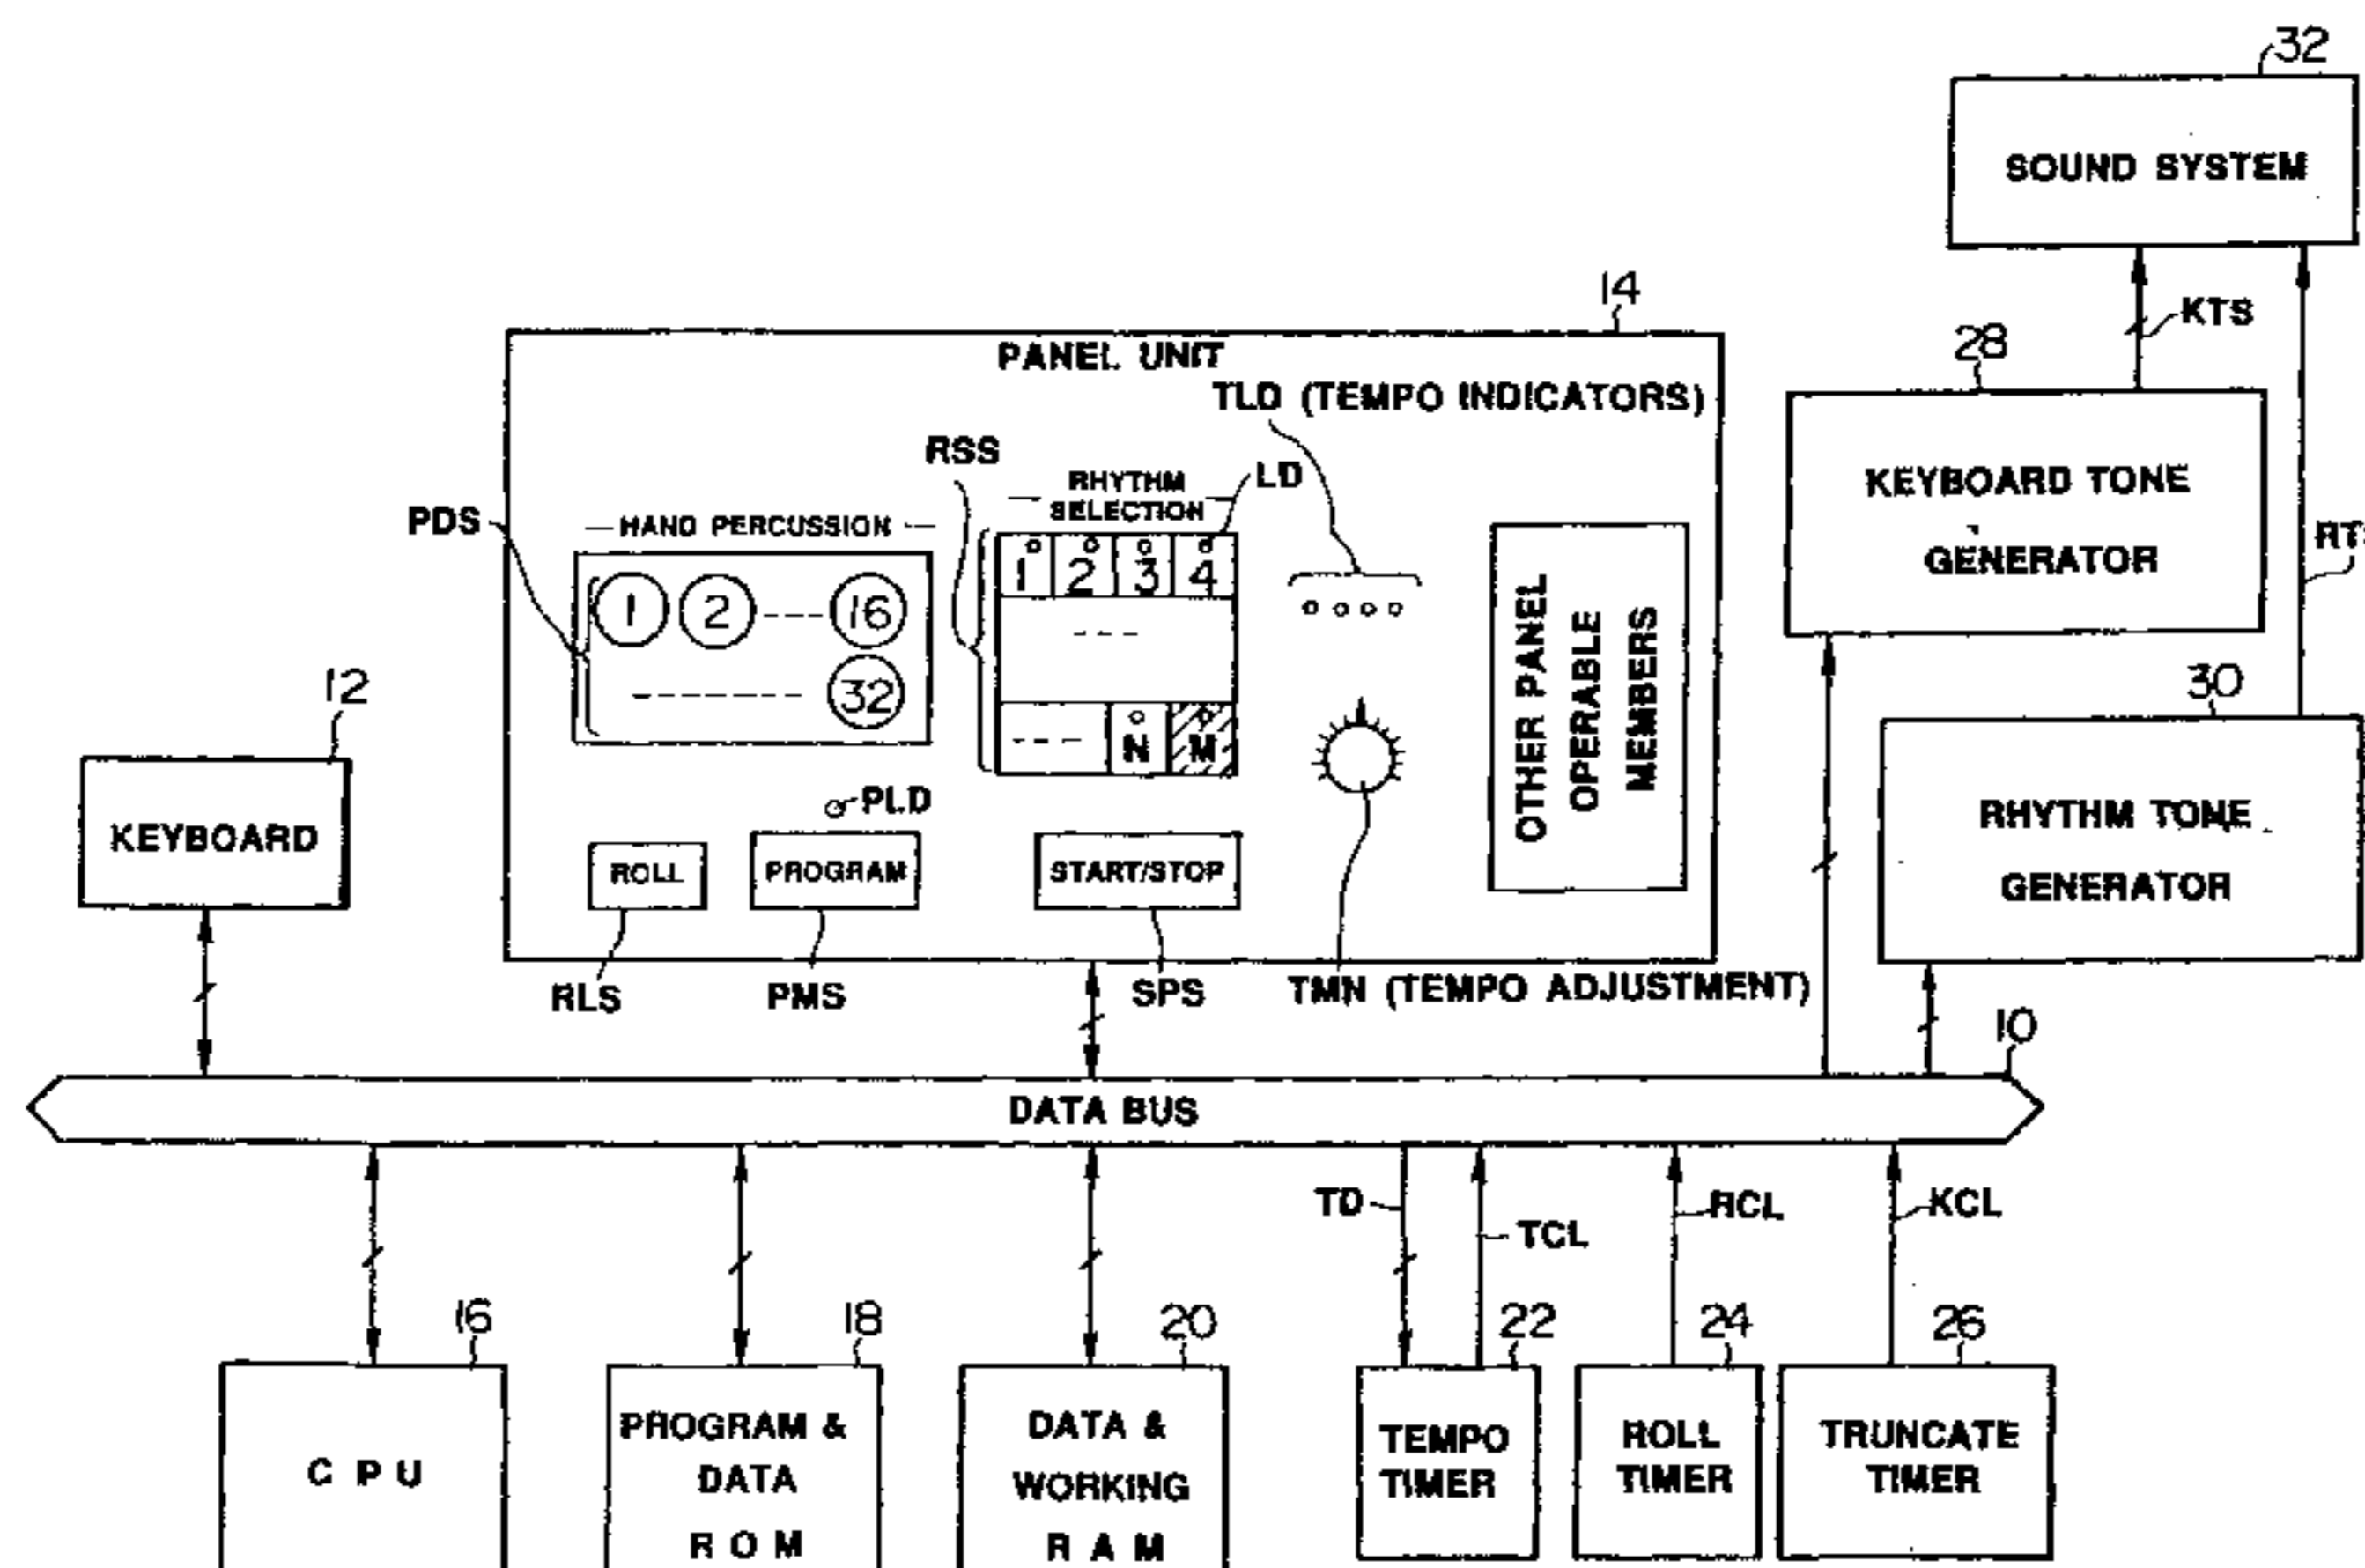 32
SOUND SYSTEM
KTS
14
PANEL UNIT
TLD (TEMPO INDICATORS)
28
KEYBOARD TONE
GENERATOR
RSS
RHYTHM
SELECTION
LD
PDS
HAND PERCUSSION
1 2 3 4
1 2 16
32
N M
OTHER PANEL
OPERABLE
MEMBERS
30
RHYTHM TONE
GENERATOR
12
KEYBOARD
PLD
ROLL
PROGRAM
START/STOP
RLS
PMS
SPS
TMN (TEMPO ADJUSTMENT)
10
DATA BUS
TD
TCL
RCL
KCL
16
18
20
22
24
26
C P U
PROGRAM &
DATA
R O M
DATA &
WORKING
R A M
TEMPO
TIMER
ROLL
TIMER
TRUNCATE
TIMER